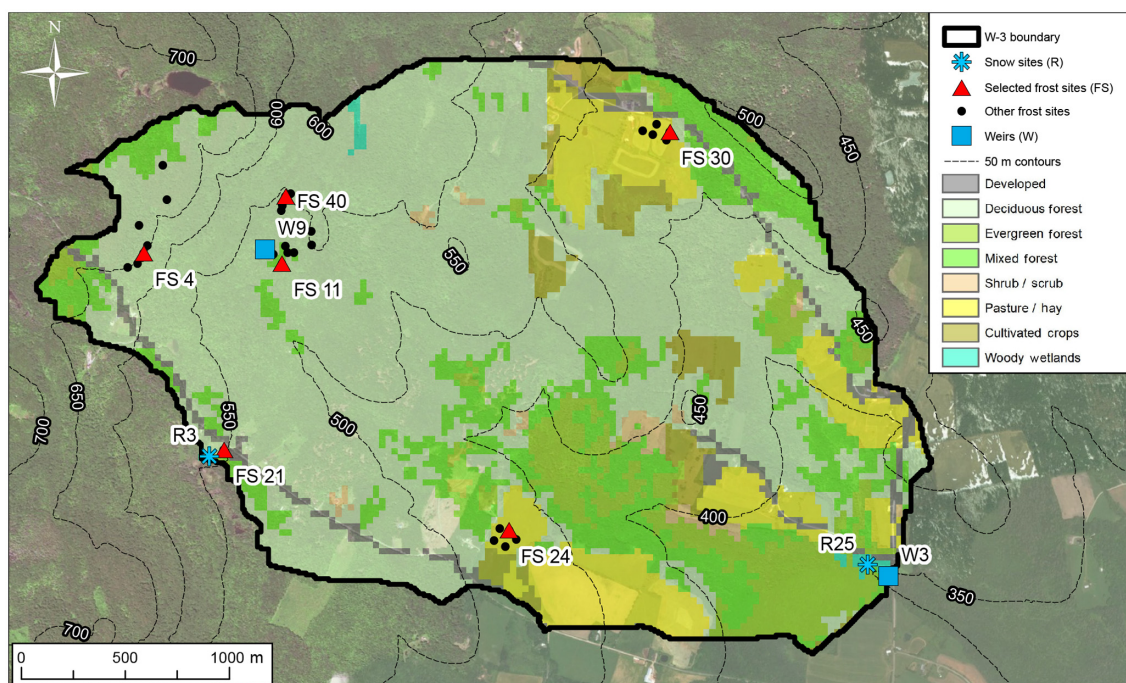 N
700
600
600
500
450
W-3 boundary
Snow sites (R)
Selected frost sites (FS)
Other frost sites
Weirs (W)
50 m contours
Developed
Deciduous forest
Evergreen forest
Mixed forest
Shrub / scrub
Pasture / hay
Cultivated crops
Woody wetlands
FS 30
FS 40
W9
FS 4
FS 11
550
450
700
650
550
500
450
R3
FS 21
400
FS 24
R25
W3
350
700
0
500
1000 m